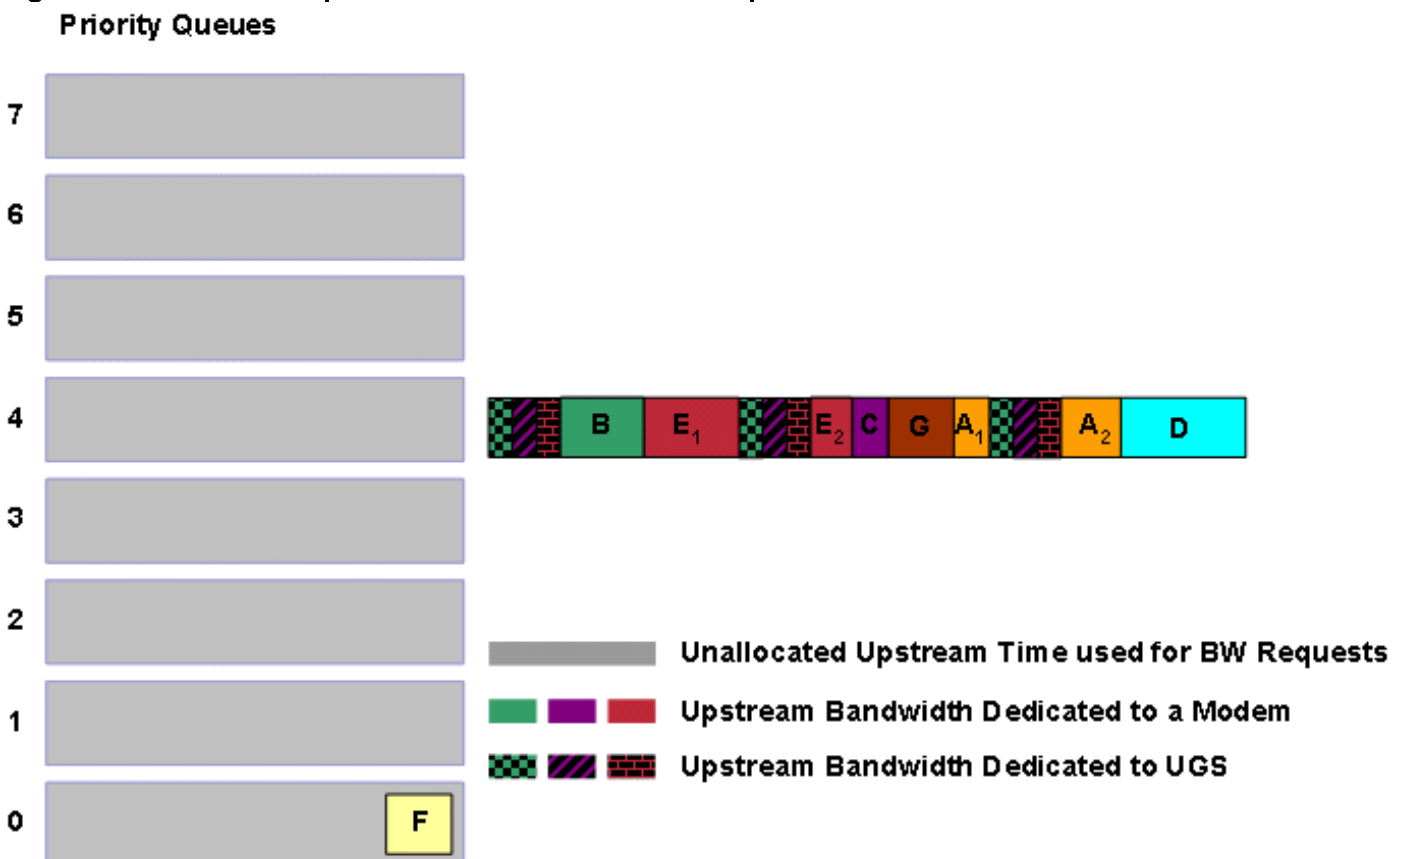 Priority Queues
7
6
5
4
B E1 E2 C G A1 A2 D
3
2
Unallocated Upstream Time used for BW Requests
1
Upstream Bandwidth Dedicated to a Modem
Upstream Bandwidth Dedicated to UGS
0
F